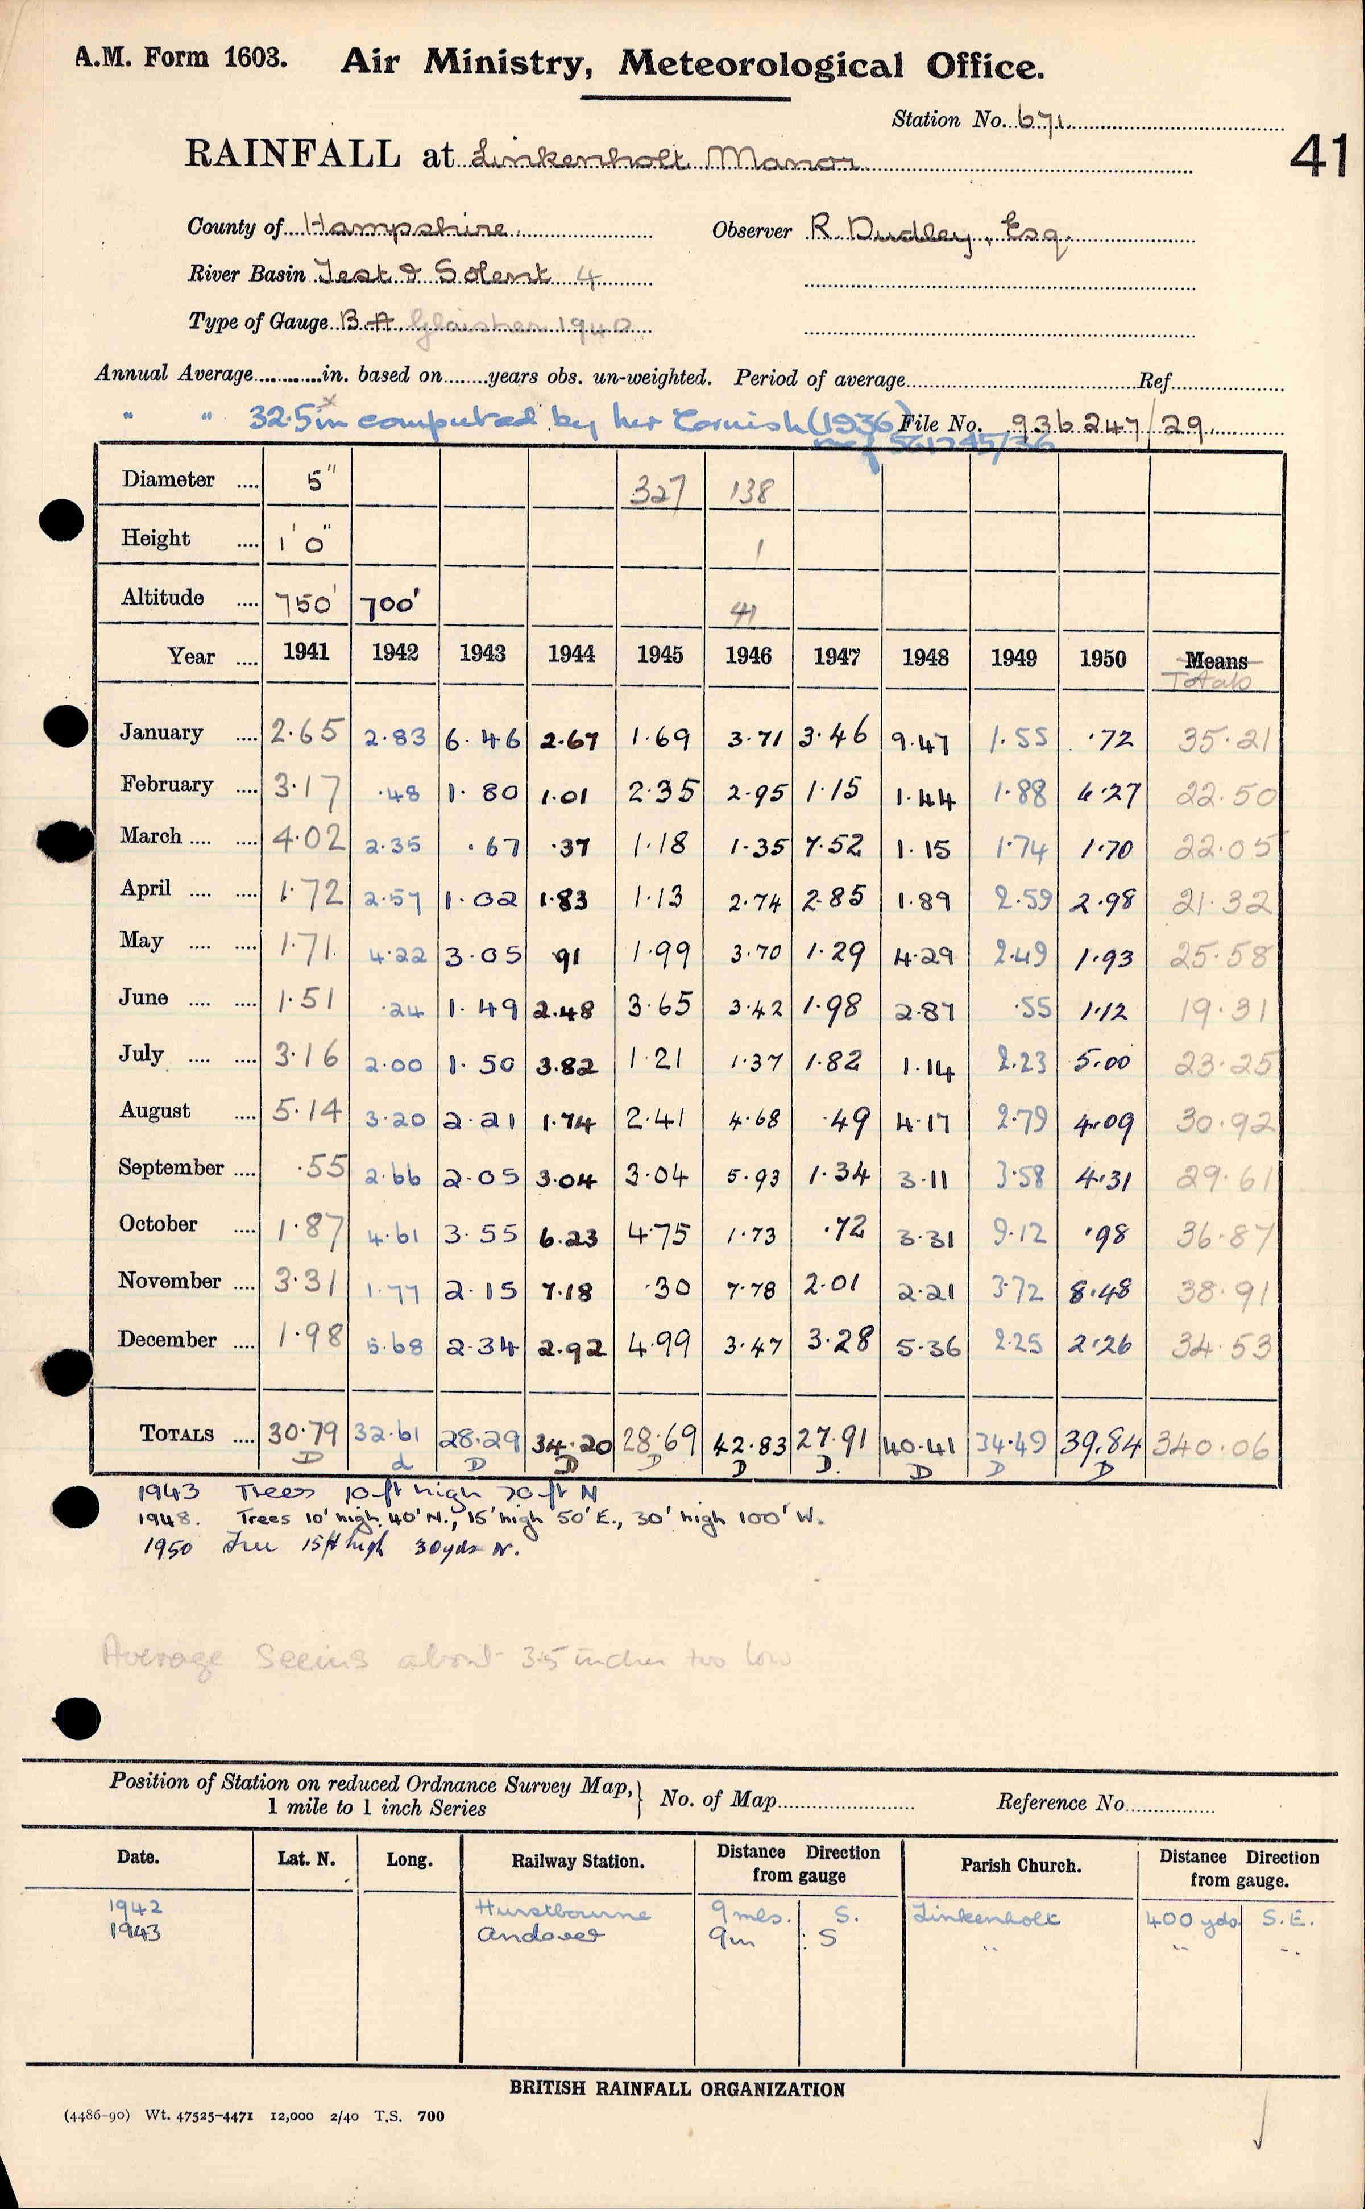 A.M. Form 1603. Air Ministry, Meteorological Office.
Station No. 671
41
RAINFALL at Linkenholt Manor
County of Hampshire Observer R. Dudley, Esq.
River Basin Test & Solent 4
Type of Gauge B.A. Glaisher 1940
Annual Average............in. based on........years obs. un-weighted. Period of average........ Ref........
" " 32.5 in computed by Cornish (1936) File No. 936247/29
561745/36
Diameter .... 5" 327 138
Height .... 1' 0" 1
Altitude .... 750' 700' 41
Year .... 1941 1942 1943 1944 1945 1946 1947 1948 1949 1950 Means
Totals
January .... 2.65 2.83 6.46 2.67 1.69 3.71 3.46 9.47 1.55 .72 35.21
February .... 3.17 .48 1.80 1.01 2.35 2.95 1.15 1.44 1.88 6.27 22.50
March .... .... 4.02 2.35 .67 .37 1.18 1.35 7.52 1.15 1.74 1.70 22.05
April .... .... 1.72 2.57 1.02 1.83 1.13 2.74 2.85 1.89 2.59 2.98 21.32
May .... .... 1.71 4.22 3.05 .91 1.99 3.70 1.29 4.29 2.49 1.93 25.58
June .... .... 1.51 .24 1.49 2.48 3.65 3.42 1.98 2.87 .55 1.12 19.31
July .... .... 3.16 2.00 1.50 3.82 1.21 1.37 1.82 1.14 2.23 5.00 23.25
August .... 5.14 3.20 2.21 1.74 2.41 4.68 .49 4.17 2.79 4.09 30.92
September .... .55 2.66 2.05 3.04 3.04 5.93 1.34 3.11 3.58 4.31 29.61
October .... 1.87 4.61 3.55 6.23 4.75 1.73 .72 3.31 9.12 .98 36.87
November .... 3.31 1.77 2.15 7.18 .30 7.78 2.01 2.21 3.72 8.48 38.91
December .... 1.98 5.68 2.34 2.92 4.99 3.47 3.28 5.36 2.25 2.26 34.53
TOTALS .... 30.79 32.61 28.29 34.20 28.69 42.83 27.91 40.41 34.49 39.84 340.06
D d D D D D D. D D D
1943 Trees 10 ft high 70 ft N
1948. Trees 10' high 40' N., 15' high 50' E., 30' high 100' W.
1950 Tree 15ft high 30yds N.
Average seems about 3.5 inches too low
Position of Station on reduced Ordnance Survey Map, } No. of Map........ Reference No........
1 mile to 1 inch Series
Date. Lat. N. Long. Railway Station. Distance Direction from gauge Parish Church. Distance Direction from gauge.
1942 Hurstbourne 9 mls. S. Linkenholt 400 yds S.E.
1943 Andover 9m : S " " "
BRITISH RAINFALL ORGANIZATION
(4486-90) Wt. 47525-4471 12,000 2/40 T.S. 700